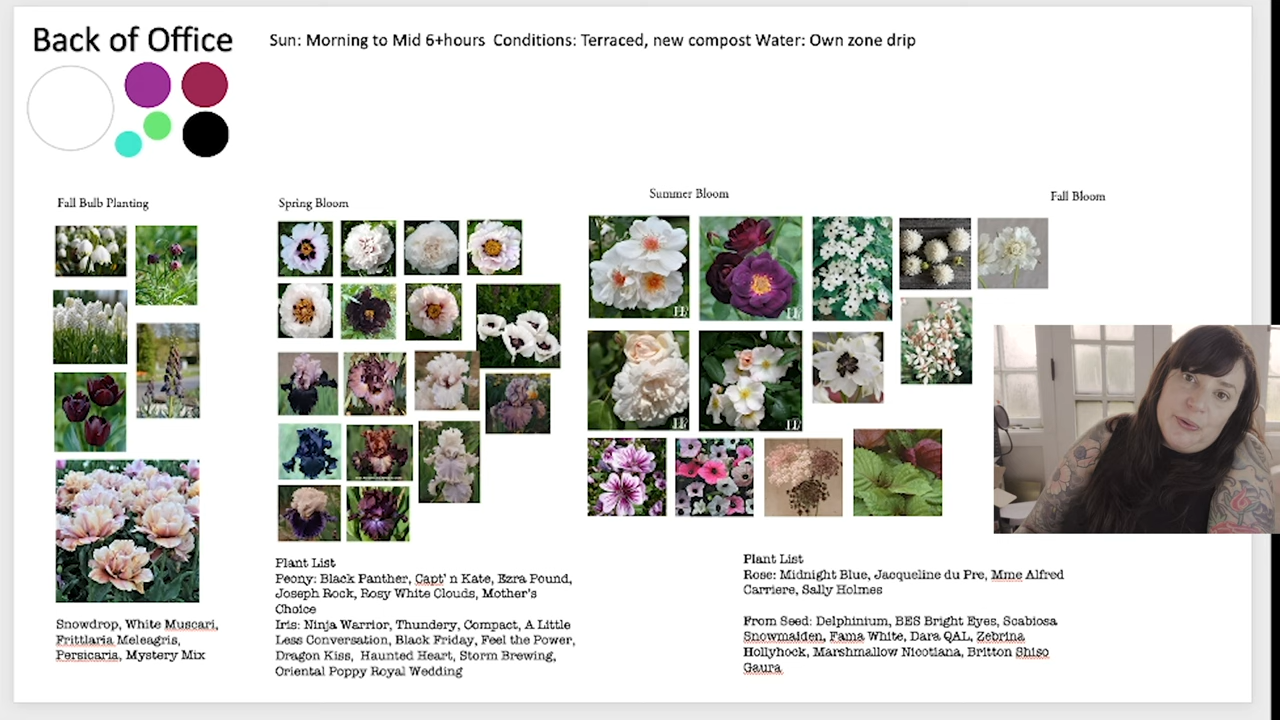 Back of Office
Sun: Morning to Mid 6+hours Conditions: Terraced, new compost Water: Own zone drip
Fall Bulb Planting
Spring Bloom
Summer Bloom
Fall Bloom
Snowdrop, White Muscari,
Frittlaria Meleagris,
Persicaria, Mystery Mix
Plant List
Peony: Black Panther, Capt' n Kate, Ezra Pound,
Joseph Rock, Rosy White Clouds, Mother's
Choice
Iris: Ninja Warrior, Thundery, Compact, A Little
Less Conversation, Black Friday, Feel the Power,
Dragon Kiss, Haunted Heart, Storm Brewing,
Oriental Poppy Royal Wedding
Plant List
Rose: Midnight Blue, Jacqueline du Pre, Mme Alfred
Carriere, Sally Holmes
From Seed: Delphinium, BES Bright Eyes, Scabiosa
Snowmaiden, Fama White, Dara QAL, Zebrina
Hollyhock, Marshmallow Nicotiana, Britton Shiso
Gaura